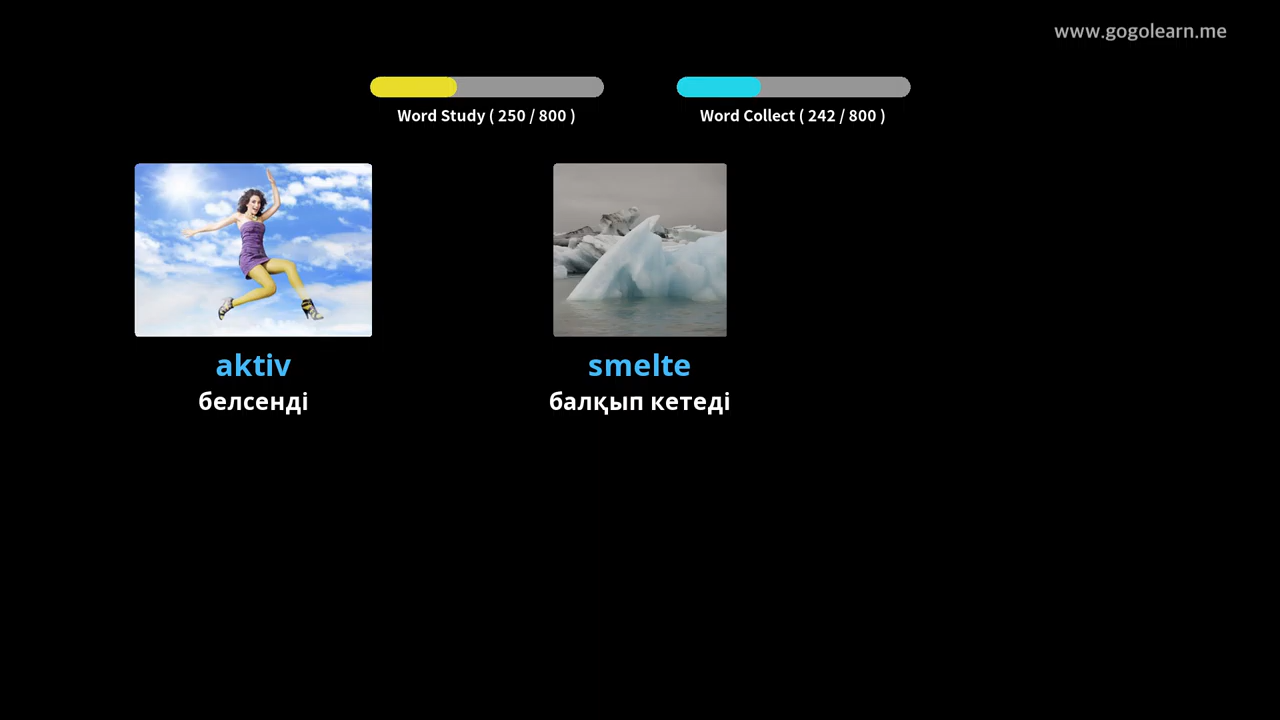 www.gogolearn.me
Word Study ( 250 / 800 )
Word Collect ( 242 / 800 )
aktiv
белсенді
smelte
балқып кетеді